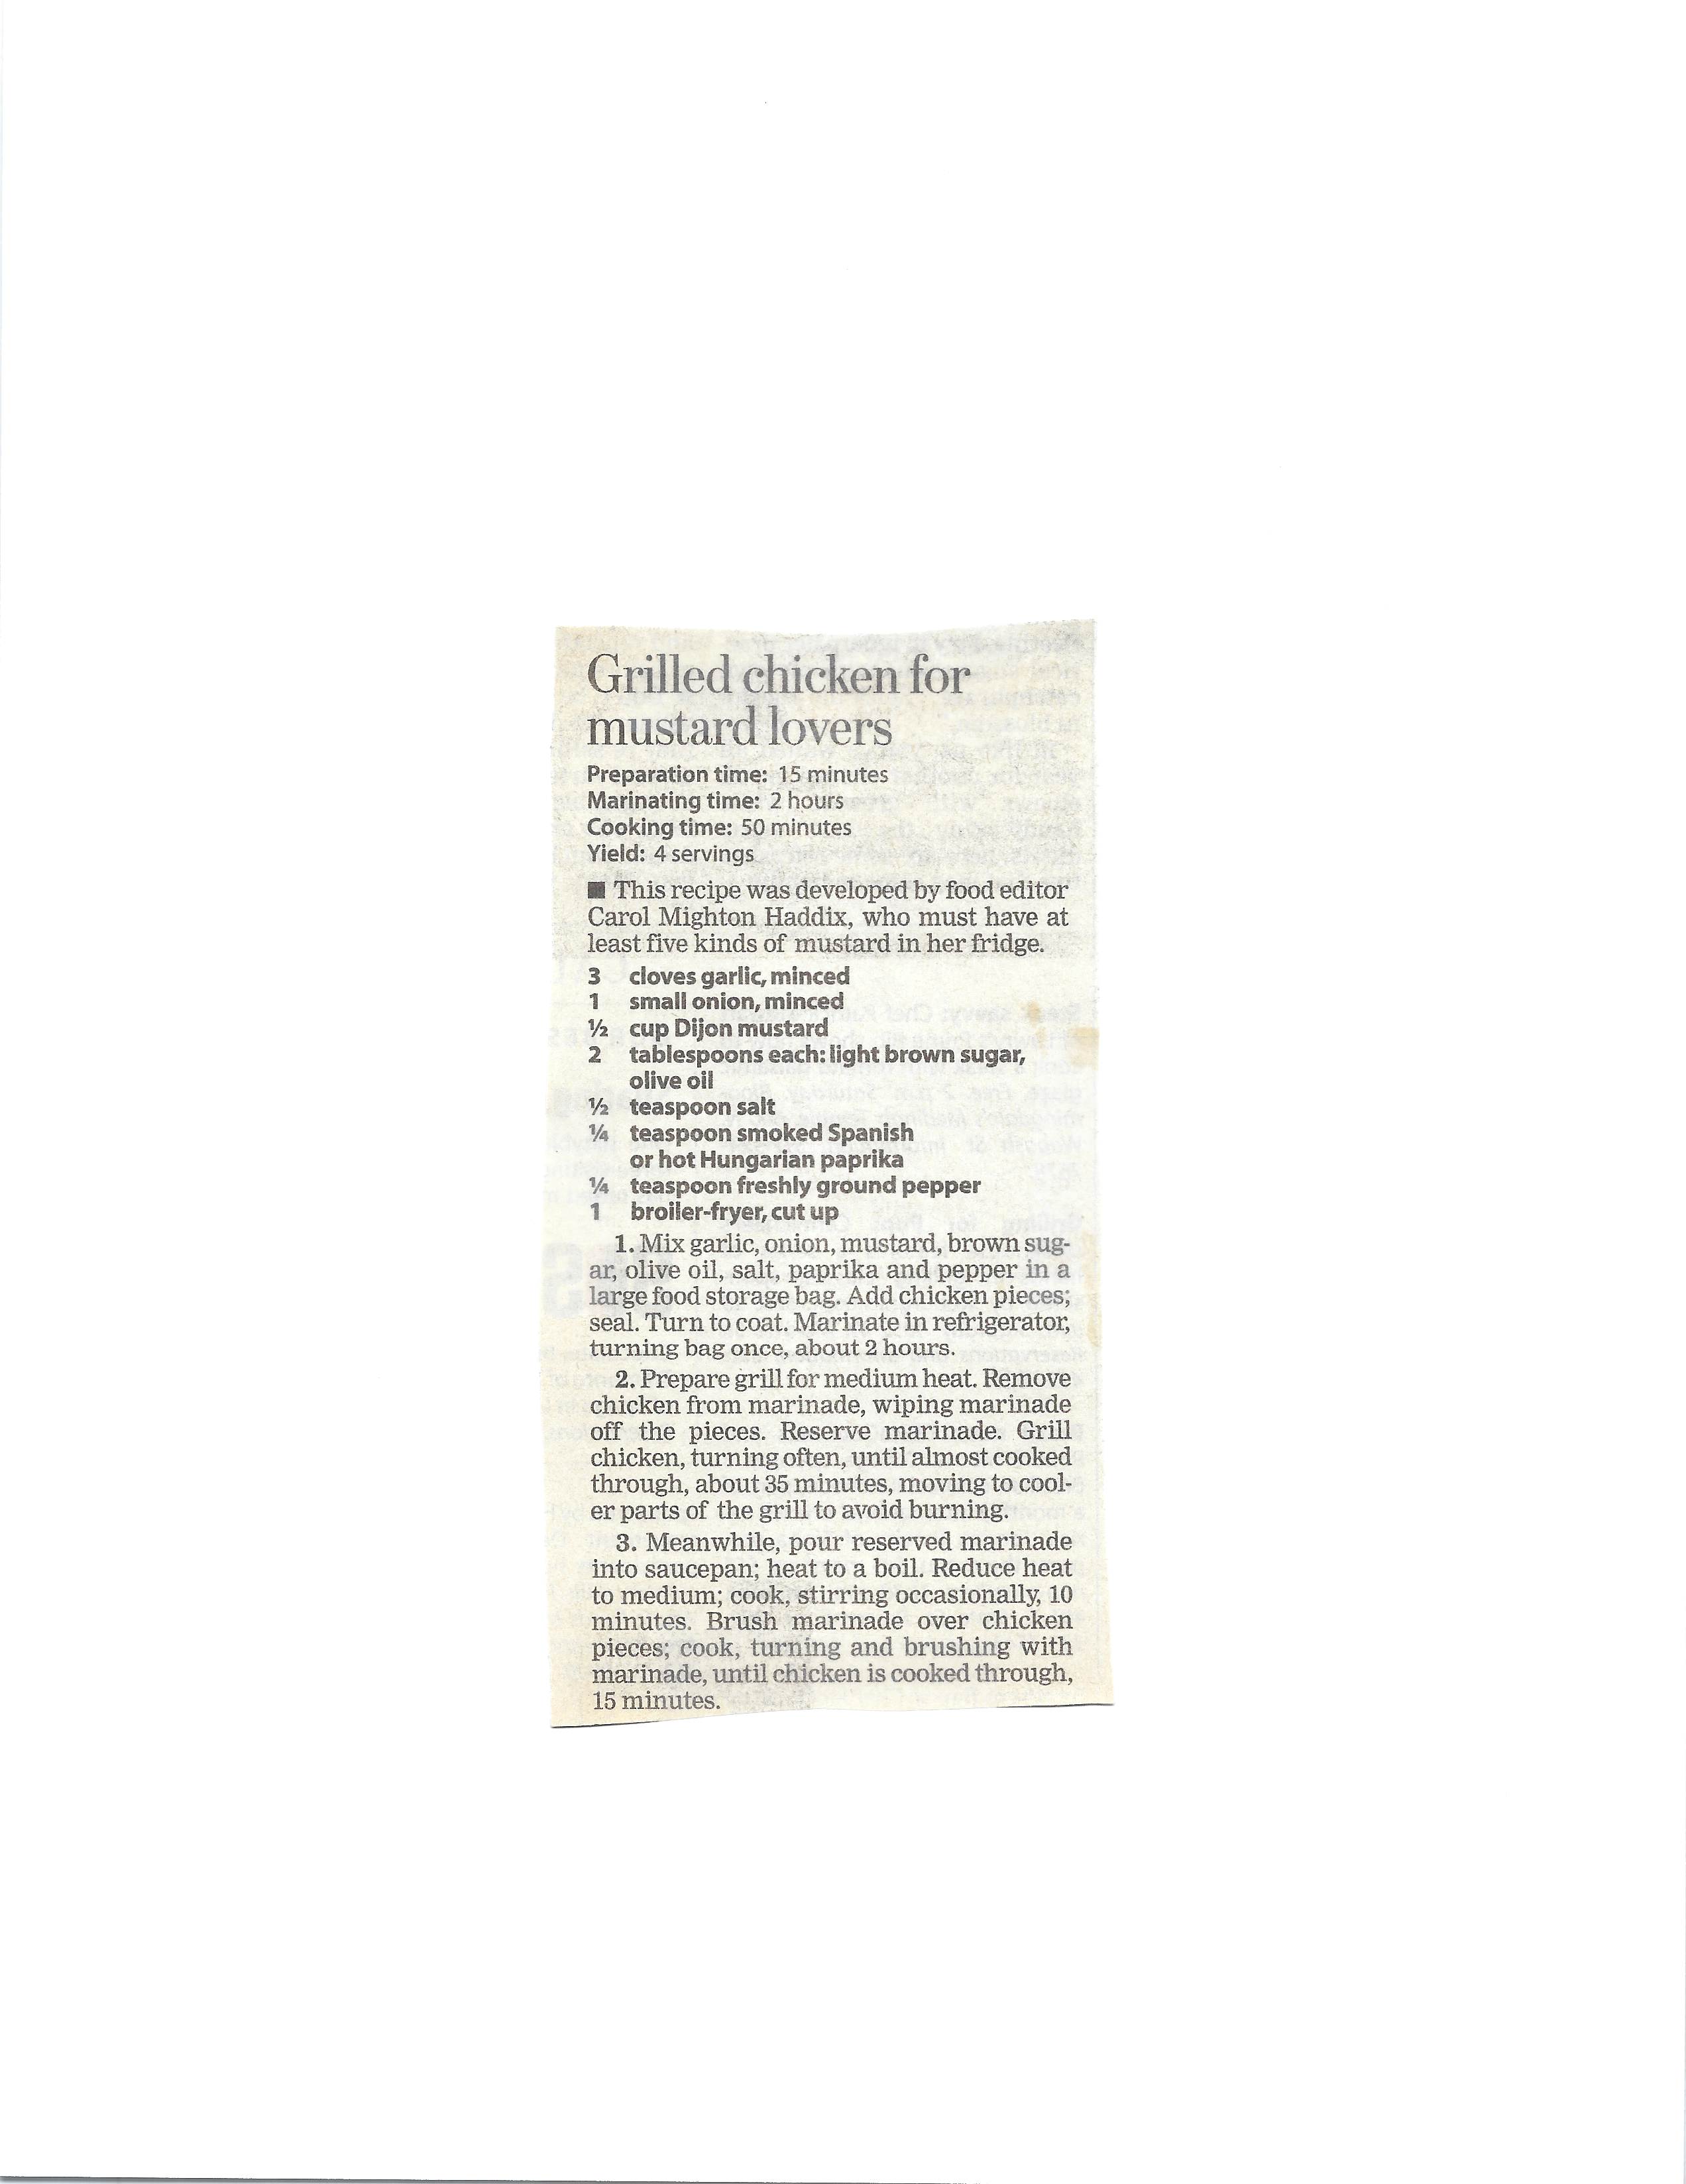 Grilled chicken for
mustard lovers
Preparation time: 15 minutes
Marinating time: 2 hours
Cooking time: 50 minutes
Yield: 4 servings
■ This recipe was developed by food editor
Carol Mighton Haddix, who must have at
least five kinds of mustard in her fridge.
3 cloves garlic, minced
1 small onion, minced
½ cup Dijon mustard
2 tablespoons each: light brown sugar,
olive oil
½ teaspoon salt
¼ teaspoon smoked Spanish
or hot Hungarian paprika
¼ teaspoon freshly ground pepper
1 broiler-fryer, cut up
1. Mix garlic, onion, mustard, brown sug-
ar, olive oil, salt, paprika and pepper in a
large food storage bag. Add chicken pieces;
seal. Turn to coat. Marinate in refrigerator,
turning bag once, about 2 hours.
2. Prepare grill for medium heat. Remove
chicken from marinade, wiping marinade
off the pieces. Reserve marinade. Grill
chicken, turning often, until almost cooked
through, about 35 minutes, moving to cool-
er parts of the grill to avoid burning.
3. Meanwhile, pour reserved marinade
into saucepan; heat to a boil. Reduce heat
to medium; cook, stirring occasionally, 10
minutes. Brush marinade over chicken
pieces; cook, turning and brushing with
marinade, until chicken is cooked through,
15 minutes.